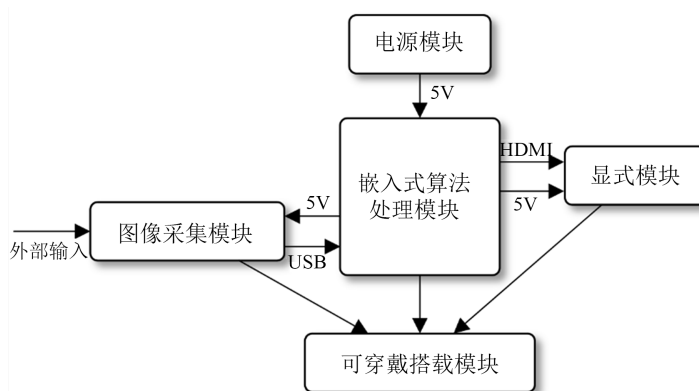 电源模块
5V
嵌入式算法
处理模块
HDMI
5V
显式模块
5V
图像采集模块
USB
外部输入
可穿戴搭载模块